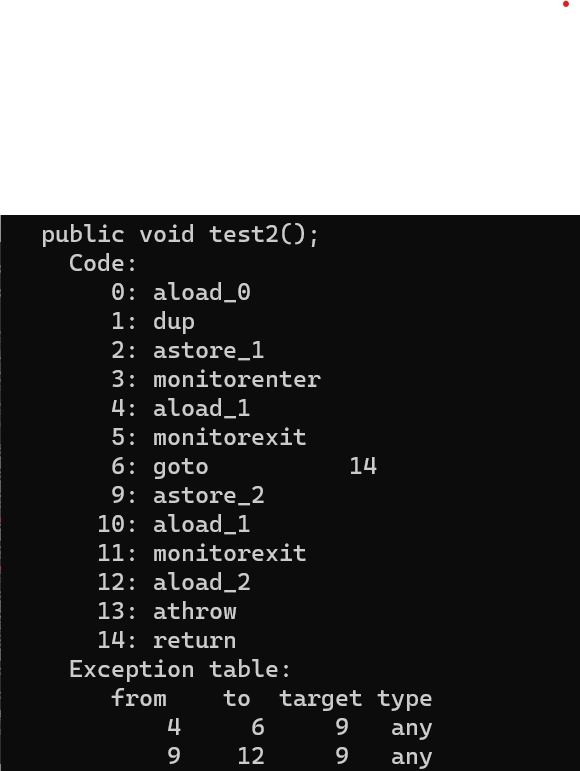 public void test2();
Code:
0: aload_0
1: dup
2: astore_1
3: monitorenter
4: aload_1
5: monitorexit
6: goto 14
9: astore_2
10: aload_1
11: monitorexit
12: aload_2
13: athrow
14: return
Exception table:
from to target type
4 6 9 any
9 12 9 any